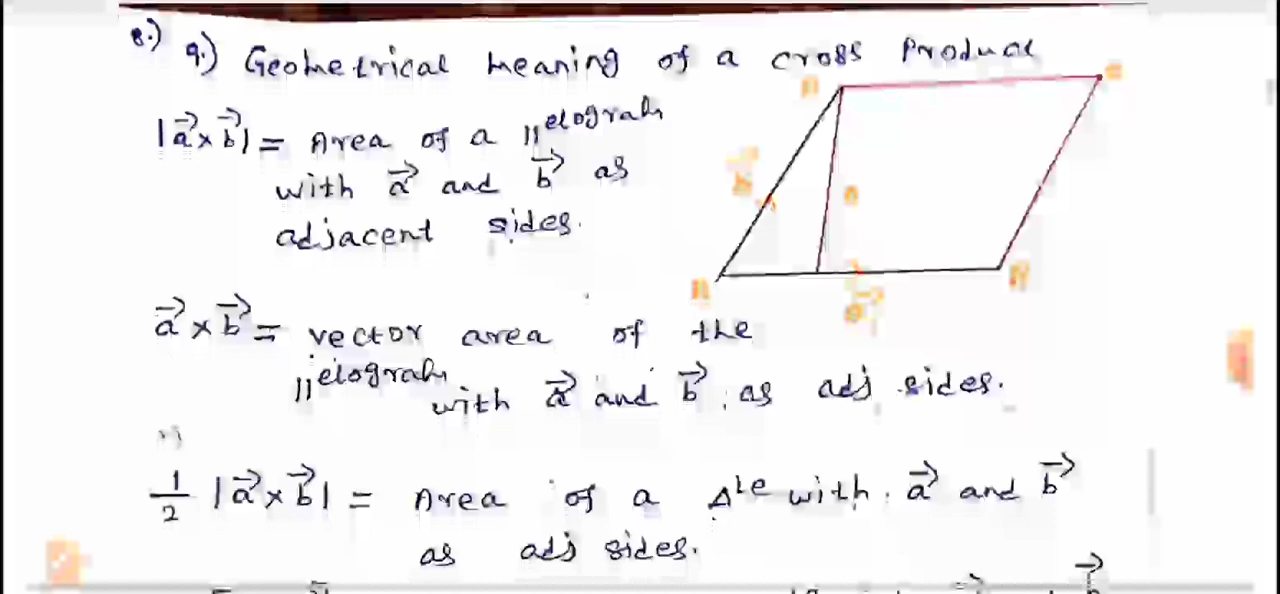 8.) 9.) Geometrical meaning of a cross Product
|a⃗ × b⃗| = Area of a ||elogram
with a⃗ and b⃗ as
adjacent sides.
a⃗ × b⃗ = vector area of the
||elogram with a⃗ and b⃗ as adj sides.
1/2 |a⃗ × b⃗| = Area of a Δle with a⃗ and b⃗
as adj sides.